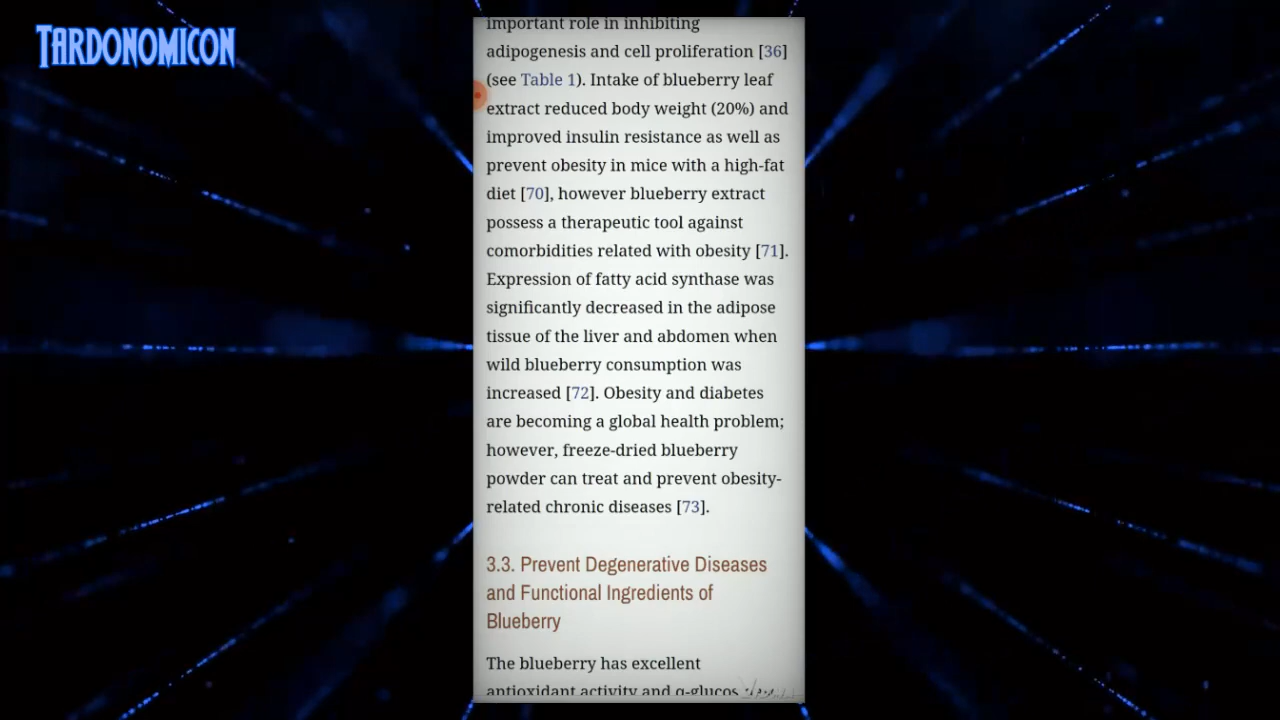 TARDONOMICON
important role in inhibiting
adipogenesis and cell proliferation [36]
(see Table 1). Intake of blueberry leaf
extract reduced body weight (20%) and
improved insulin resistance as well as
prevent obesity in mice with a high-fat
diet [70], however blueberry extract
possess a therapeutic tool against
comorbidities related with obesity [71].
Expression of fatty acid synthase was
significantly decreased in the adipose
tissue of the liver and abdomen when
wild blueberry consumption was
increased [72]. Obesity and diabetes
are becoming a global health problem;
however, freeze-dried blueberry
powder can treat and prevent obesity-
related chronic diseases [73].
3.3. Prevent Degenerative Diseases
and Functional Ingredients of
Blueberry
The blueberry has excellent
antioxidant activity and